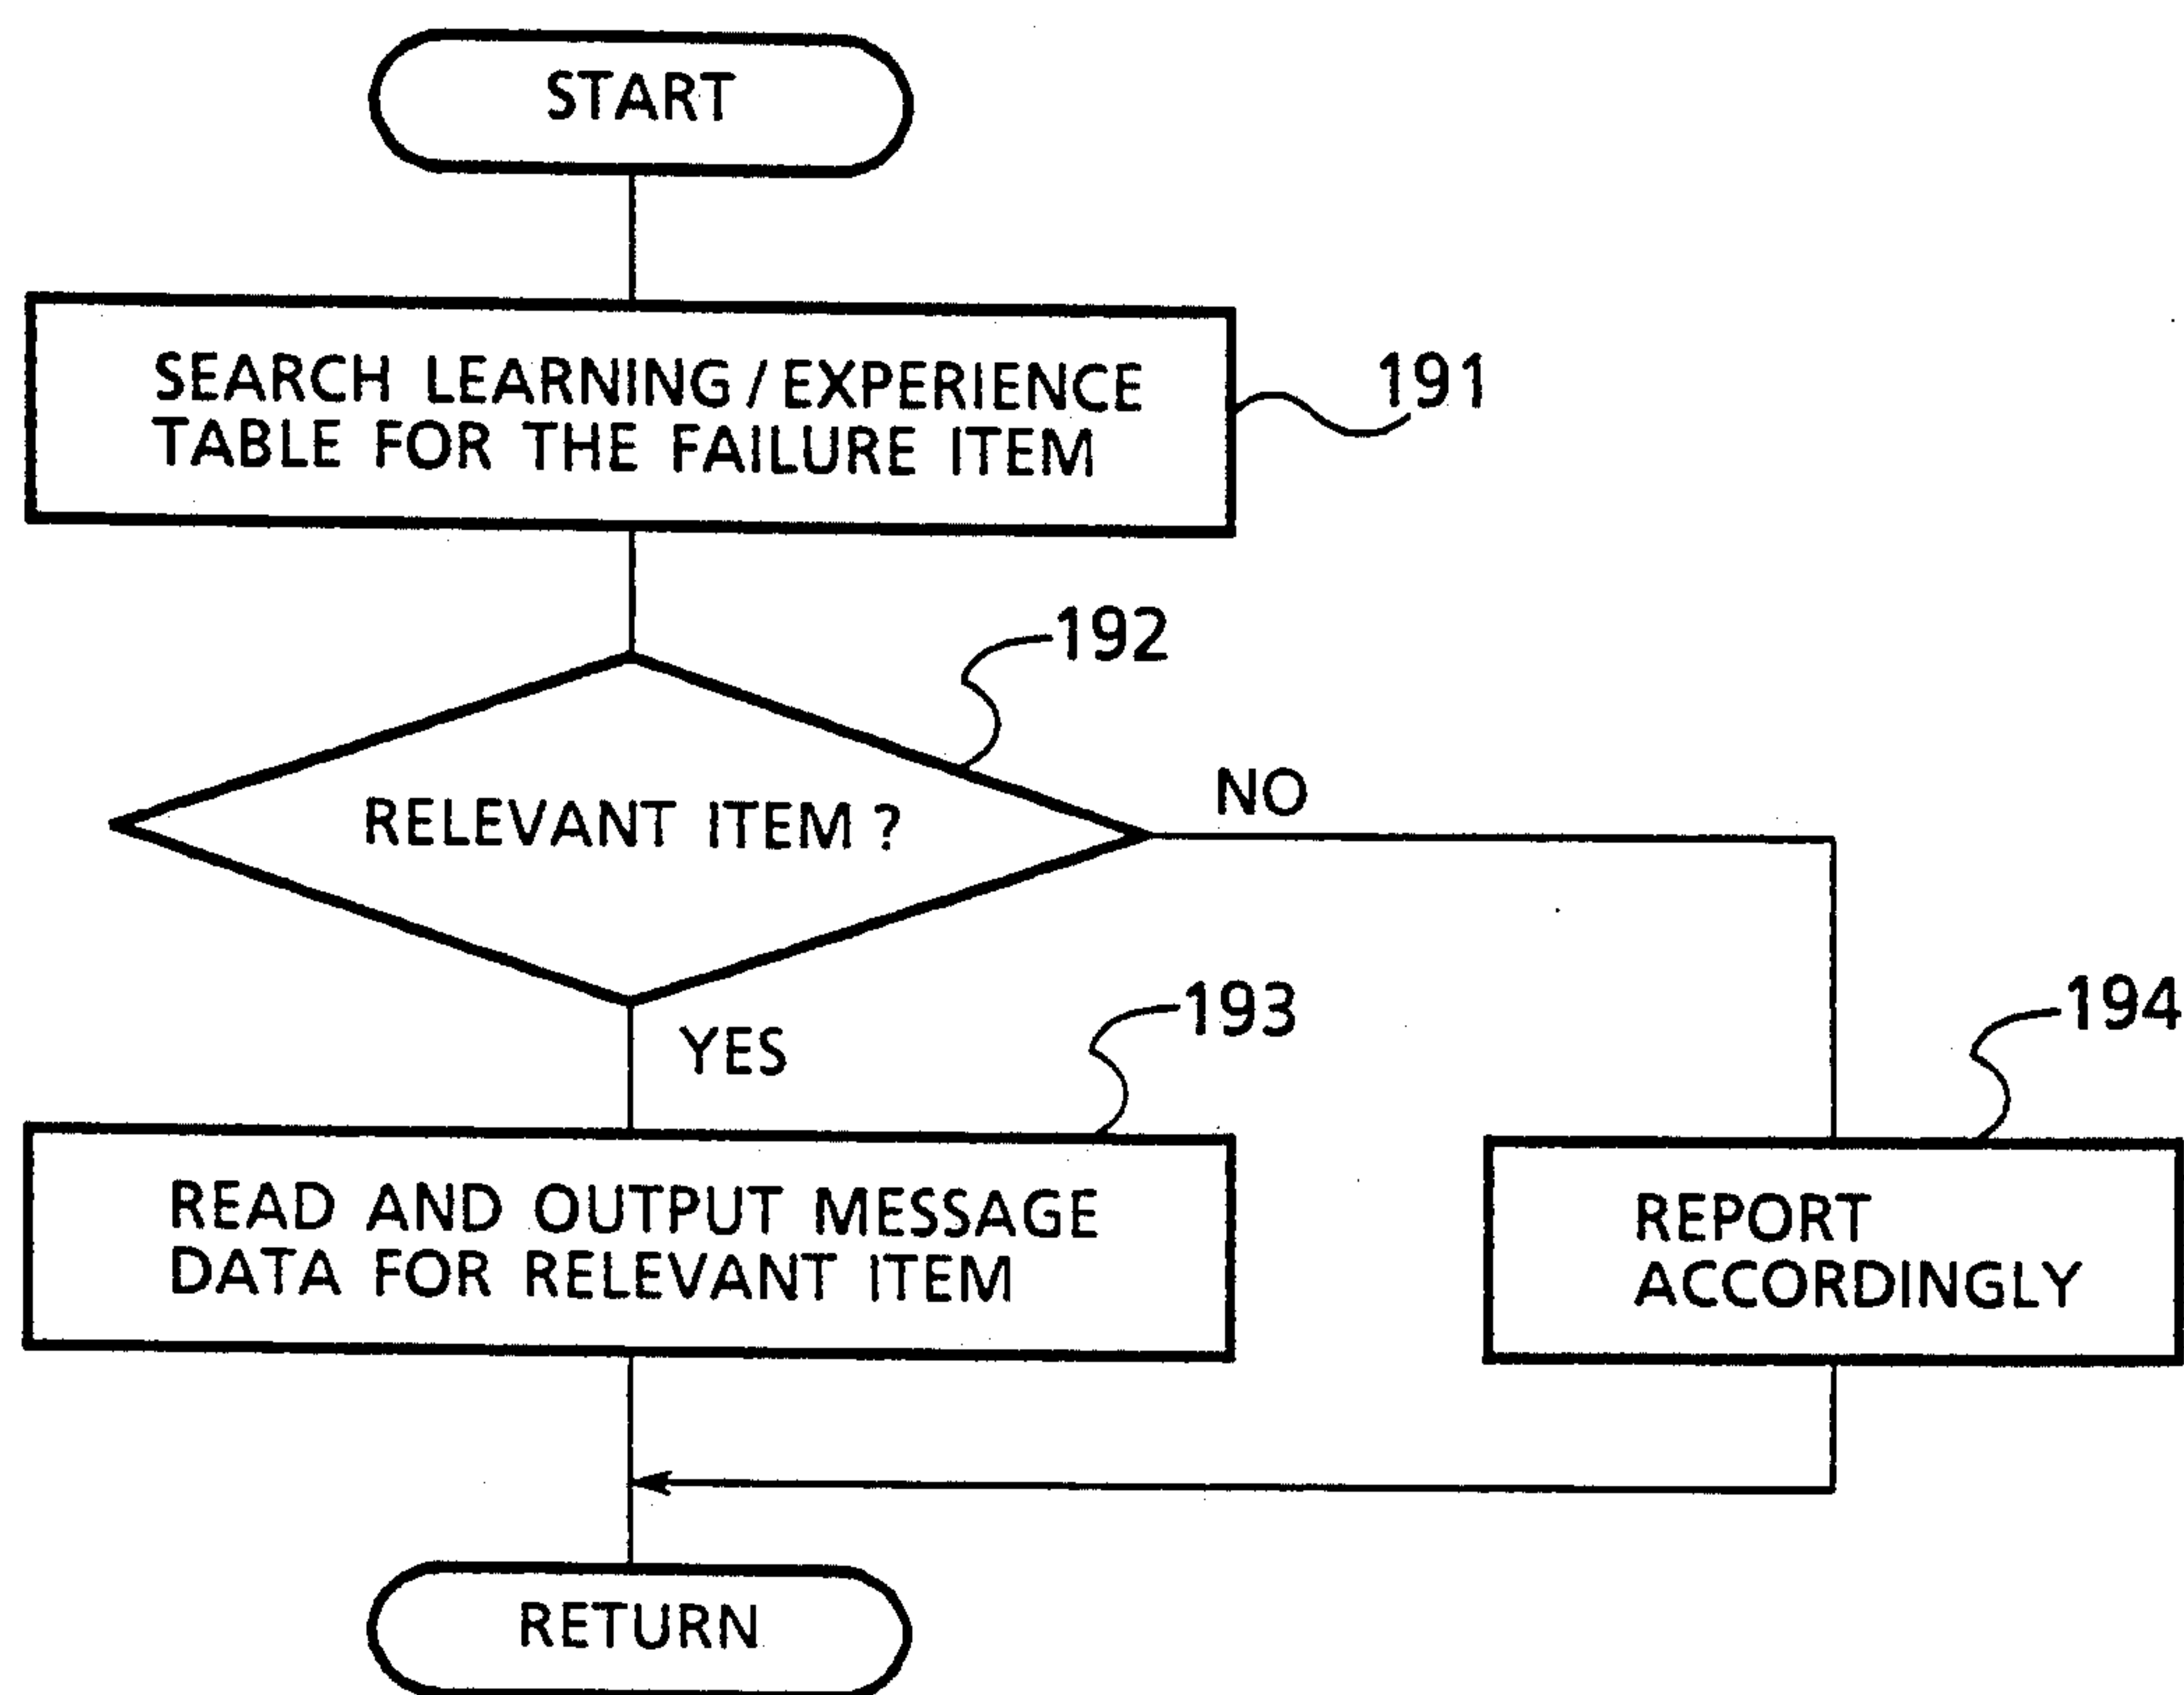 START
SEARCH LEARNING / EXPERIENCE
TABLE FOR THE FAILURE ITEM
191
192
RELEVANT ITEM ?
NO
YES
193
194
READ AND OUTPUT MESSAGE
DATA FOR RELEVANT ITEM
REPORT
ACCORDINGLY
RETURN